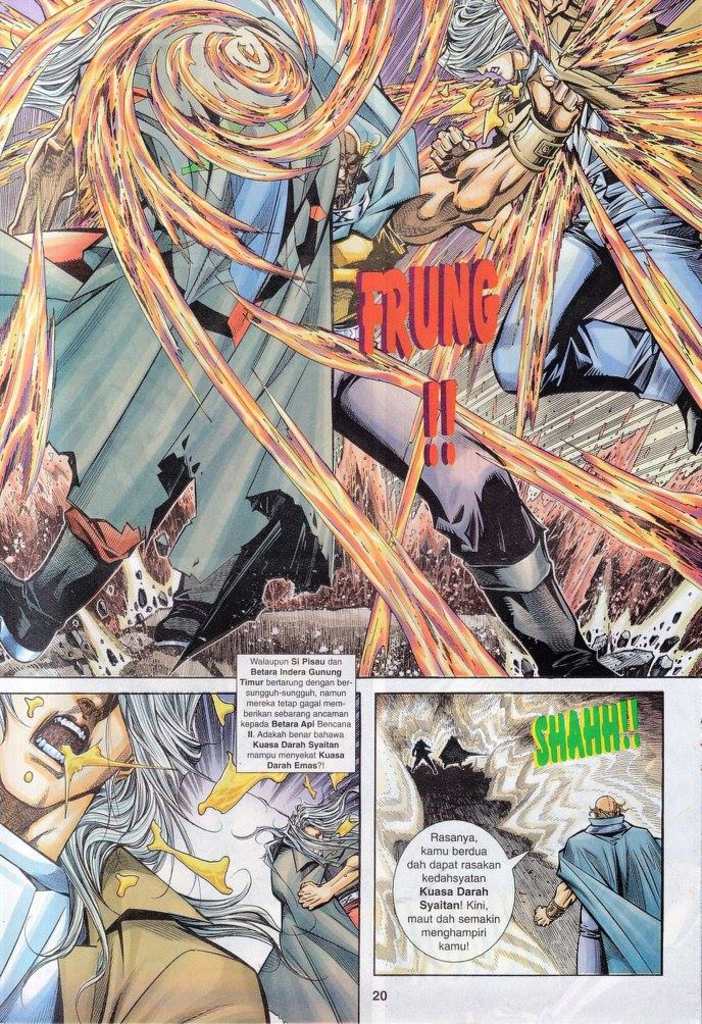 FRUNG
!!
Walaupun Si Pisau dan
Betara Indera Gunung
Timur bertarung dengan ber-
sungguh-sungguh, namun
mereka tetap gagal mem-
berikan sebarang ancaman
kepada Betara Api Bencana
II. Adakah benar bahawa
Kuasa Darah Syaitan
mampu menyekat Kuasa
Darah Emas?!
SHAHH!!
Rasanya,
kamu berdua
dah dapat rasakan
kedahsyatan
Kuasa Darah
Syaitan! Kini,
maut dah semakin
menghampiri
kamu!
20